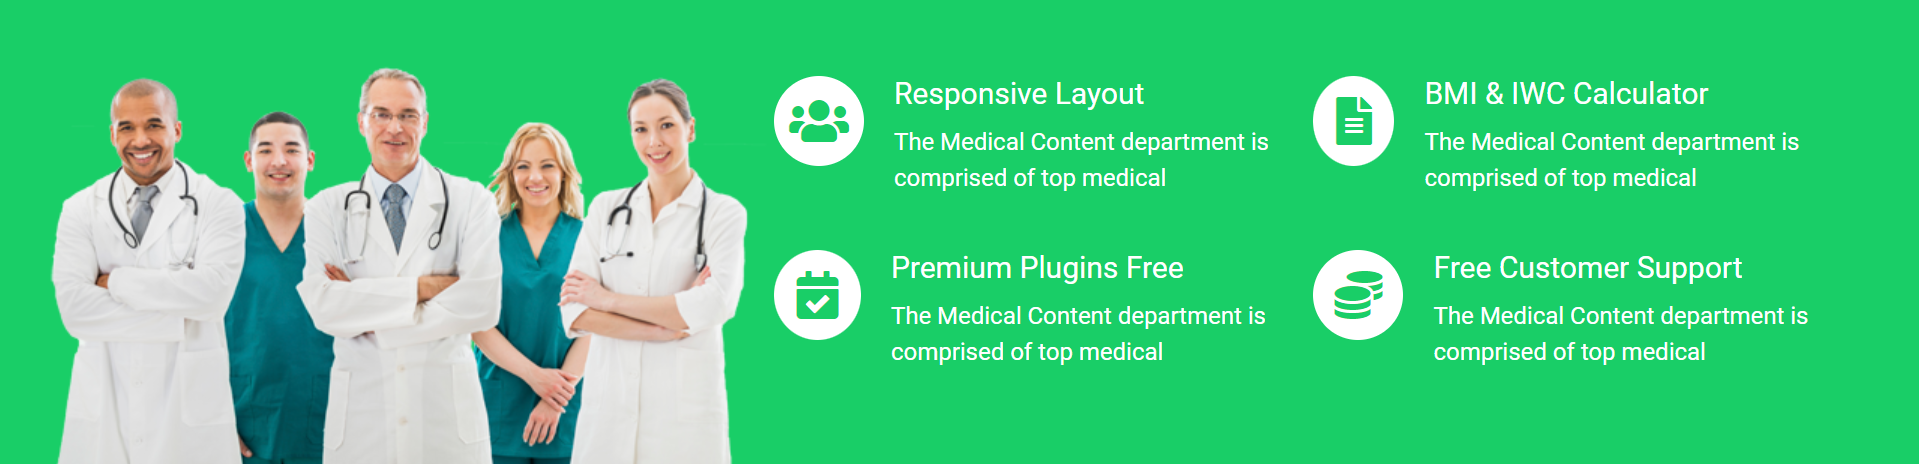 Responsive Layout
The Medical Content department is
comprised of top medical
BMI & IWC Calculator
The Medical Content department is
comprised of top medical
Premium Plugins Free
The Medical Content department is
comprised of top medical
Free Customer Support
The Medical Content department is
comprised of top medical